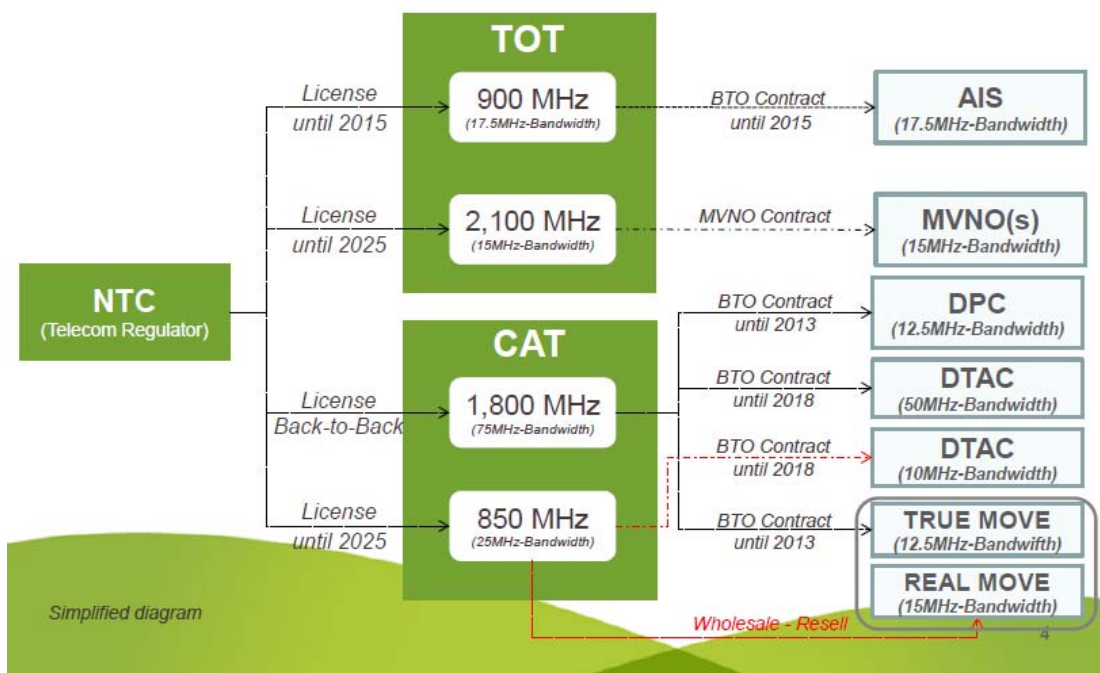 TOT
License
until 2015
900 MHz
(17.5MHz-Bandwidth)
BTO Contract
until 2015
AIS
(17.5MHz-Bandwidth)
License
until 2025
2,100 MHz
(15MHz-Bandwidth)
MVNO Contract
MVNO(s)
(15MHz-Bandwidth)
NTC
(Telecom Regulator)
CAT
BTO Contract
until 2013
DPC
(12.5MHz-Bandwidth)
License
Back-to-Back
1,800 MHz
(75MHz-Bandwidth)
BTO Contract
until 2018
DTAC
(50MHz-Bandwidth)
BTO Contract
until 2018
DTAC
(10MHz-Bandwidth)
License
until 2025
850 MHz
(25MHz-Bandwidth)
BTO Contract
until 2013
TRUE MOVE
(12.5MHz-Bandwifth)
REAL MOVE
(15MHz-Bandwidth)
Simplified diagram
Wholesale - Resell
4